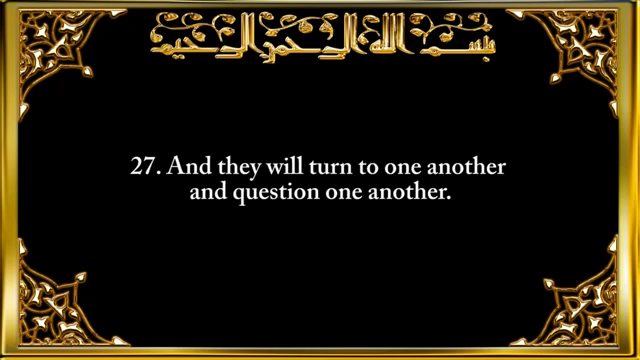 بسم الله الرحمن الرحيم
27. And they will turn to one another
and question one another.